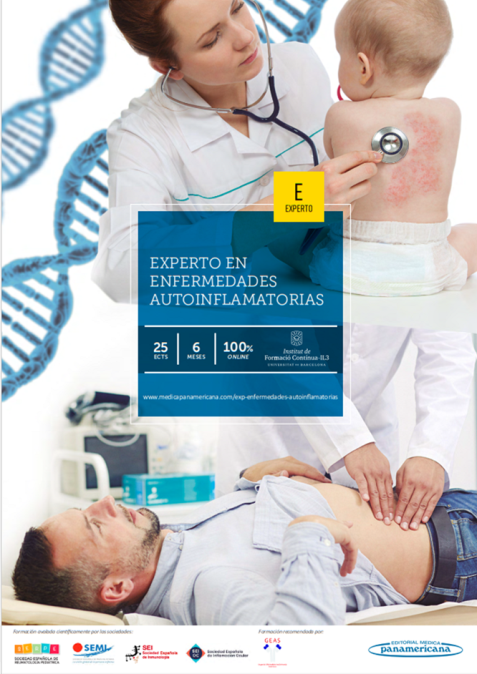 E
EXPERTO
EXPERTO EN
ENFERMEDADES
AUTOINFLAMATORIAS
25
ECTS
6
MESES
100%
ONLINE
Institut de
Formació Contínua-IL3
UNIVERSITAT DE BARCELONA
www.medicapanamericana.com/exp-enfermedades-autoinflamatorias
Formación avalada científicamente por las sociedades:
Formación recomendada por:
SOCIEDAD ESPAÑOLA DE
REUMATOLOGÍA PEDIÁTRICA
SEMI
SEI
Sociedad Española
de Inmunología
Sociedad Española
de Inflamación Ocular
GEAS
EDITORIAL MEDICA
panamericana